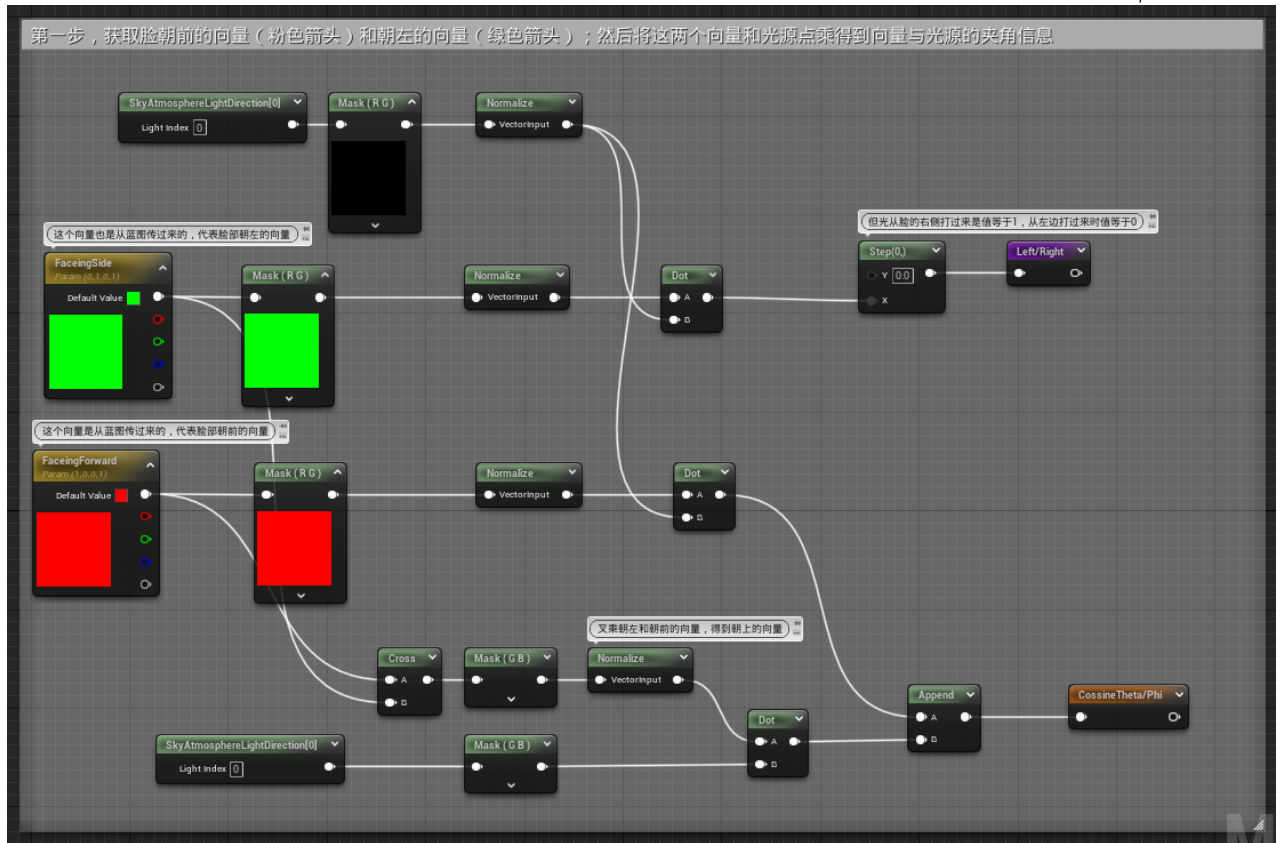 第一步，获取脸朝前的向量（粉色箭头）和朝左的向量（绿色箭头）；然后将这两个向量和光源点乘得到向量与光源的夹角信息
SkyAtmosphereLightDirection[0]
Light Index 0
Mask ( R G )
Normalize
VectorInput
这个向量也是从蓝图传过来的，代表脸部朝左的向量
FaceingSide
Param (0,1,0,1)
Default Value
Mask ( R G )
Normalize
VectorInput
Dot
A
B
但光从脸的右侧打过来是值等于1，从左边打过来时值等于0
Step(0,)
Y 0.0
X
Left/Right
这个向量是从蓝图传过来的，代表脸部朝前的向量
FaceingForward
Param (1,0,0,1)
Default Value
Mask ( R G )
Normalize
VectorInput
Dot
A
B
Cross
A
B
Mask ( G B )
叉乘朝左和朝前的向量，得到朝上的向量
Normalize
VectorInput
SkyAtmosphereLightDirection[0]
Light Index 0
Mask ( G B )
Dot
A
B
Append
A
B
CossineTheta/Phi
M